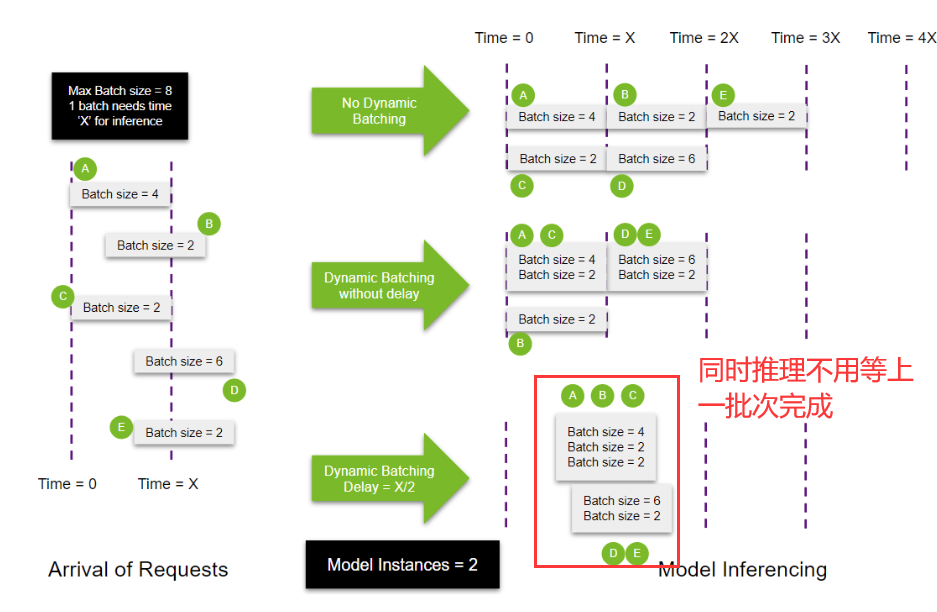 Time = 0
Time = X
Time = 2X
Time = 3X
Time = 4X
Max Batch size = 8
1 batch needs time
'X' for inference
A
Batch size = 4
B
Batch size = 2
C
Batch size = 2
Batch size = 6
D
E
Batch size = 2
Time = 0
Time = X
Arrival of Requests
No Dynamic
Batching
A
B
E
Batch size = 4
Batch size = 2
Batch size = 2
Batch size = 2
Batch size = 6
C
D
Dynamic Batching
without delay
A
C
D
E
Batch size = 4
Batch size = 2
Batch size = 6
Batch size = 2
Batch size = 2
B
同时推理不用等上
一批次完成
Dynamic Batching
Delay = X/2
A
B
C
Batch size = 4
Batch size = 2
Batch size = 2
Batch size = 6
Batch size = 2
D
E
Model Instances = 2
Model Inferencing